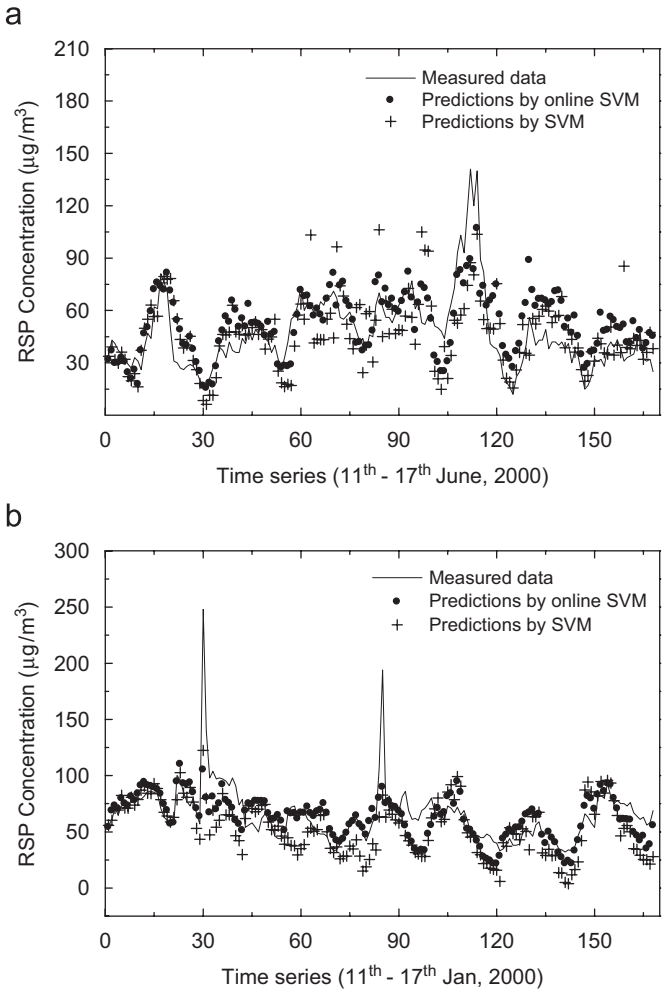 a
210
180
150
120
90
60
30
RSP Concentration (µg/m³)
Measured data
Predictions by online SVM
Predictions by SVM
0 30 60 90 120 150
Time series (11th - 17th June, 2000)
b
300
250
200
150
100
50
0
RSP Concentration (µg/m³)
Measured data
Predictions by online SVM
Predictions by SVM
0 30 60 90 120 150
Time series (11th - 17th Jan, 2000)